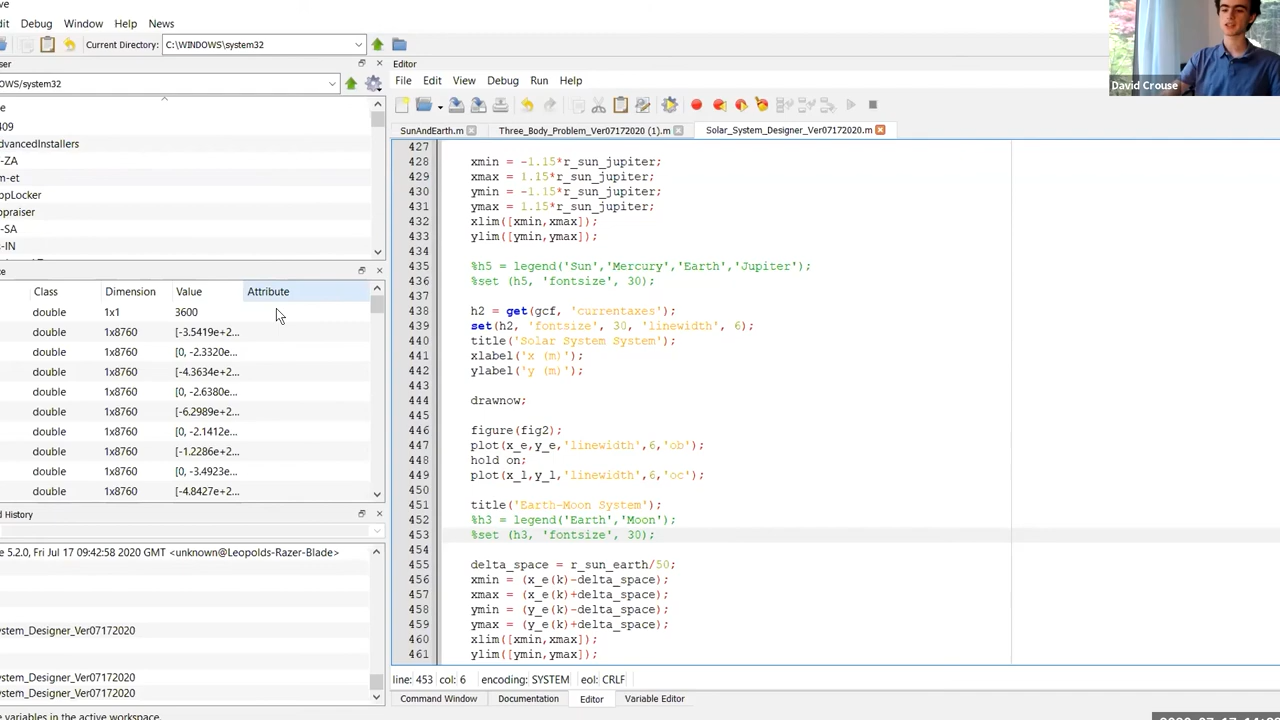 ve
dit Debug Window Help News
Current Directory: C:\WINDOWS\system32
ser
OWS/system32
e
409
dvancedInstallers
-ZA
m-et
ppLocker
ppraiser
-SA
s-IN
ce
Class Dimension Value Attribute
double 1x1 3600
double 1x8760 [-3.5419e+2...
double 1x8760 [0, -2.3320e...
double 1x8760 [-4.3634e+2...
double 1x8760 [0, -2.6380e...
double 1x8760 [-6.2989e+2...
double 1x8760 [0, -2.1412e...
double 1x8760 [-1.2286e+2...
double 1x8760 [0, -3.4923e...
double 1x8760 [-4.8427e+2...
d History
e 5.2.0, Fri Jul 17 09:42:58 2020 GMT <unknown@Leopolds-Razer-Blade>
ystem_Designer_Ver07172020
ystem_Designer_Ver07172020
ystem_Designer_Ver07172020
variables in the active workspace.
Editor
File Edit View Debug Run Help
SunAndEarth.m Three_Body_Problem_Ver07172020 (1).m Solar_System_Designer_Ver07172020.m
427
428 xmin = -1.15*r_sun_jupiter;
429 xmax = 1.15*r_sun_jupiter;
430 ymin = -1.15*r_sun_jupiter;
431 ymax = 1.15*r_sun_jupiter;
432 xlim([xmin,xmax]);
433 ylim([ymin,ymax]);
434
435 %h5 = legend('Sun','Mercury','Earth','Jupiter');
436 %set (h5, 'fontsize', 30);
437
438 h2 = get(gcf, 'currentaxes');
439 set(h2, 'fontsize', 30, 'linewidth', 6);
440 title('Solar System System');
441 xlabel('x (m)');
442 ylabel('y (m)');
443
444 drawnow;
445
446 figure(fig2);
447 plot(x_e,y_e,'linewidth',6,'ob');
448 hold on;
449 plot(x_l,y_l,'linewidth',6,'oc');
450
451 title('Earth-Moon System');
452 %h3 = legend('Earth','Moon');
453 %set (h3, 'fontsize', 30);
454
455 delta_space = r_sun_earth/50;
456 xmin = (x_e(k)-delta_space);
457 xmax = (x_e(k)+delta_space);
458 ymin = (y_e(k)-delta_space);
459 ymax = (y_e(k)+delta_space);
460 xlim([xmin,xmax]);
461 ylim([ymin,ymax]);
line: 453 col: 6 encoding: SYSTEM eol: CRLF
Command Window Documentation Editor Variable Editor
David Crouse